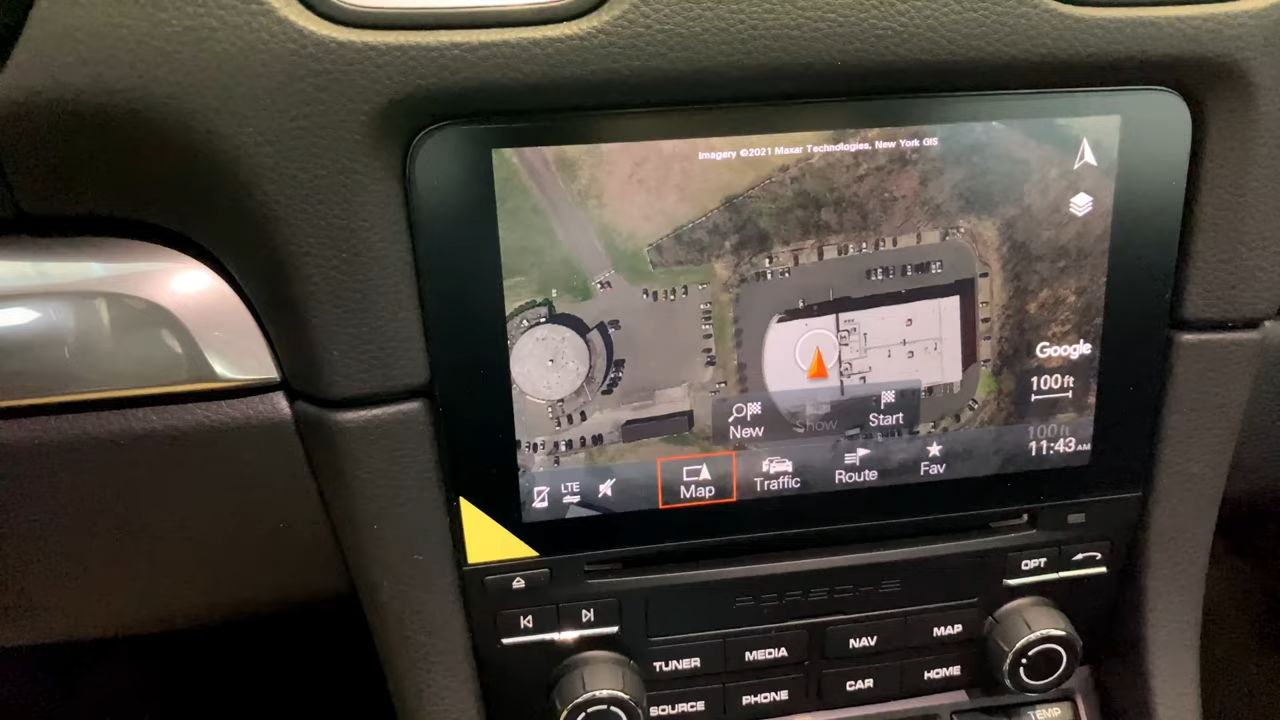 Imagery ©2021 Maxar Technologies, New York GIS
Google
100 ft
New
Show
Start
100 ft
11:43 AM
LTE
Map
Traffic
Route
Fav
OPT
PORSCHE
TUNER
MEDIA
NAV
MAP
SOURCE
PHONE
CAR
HOME
TEMP